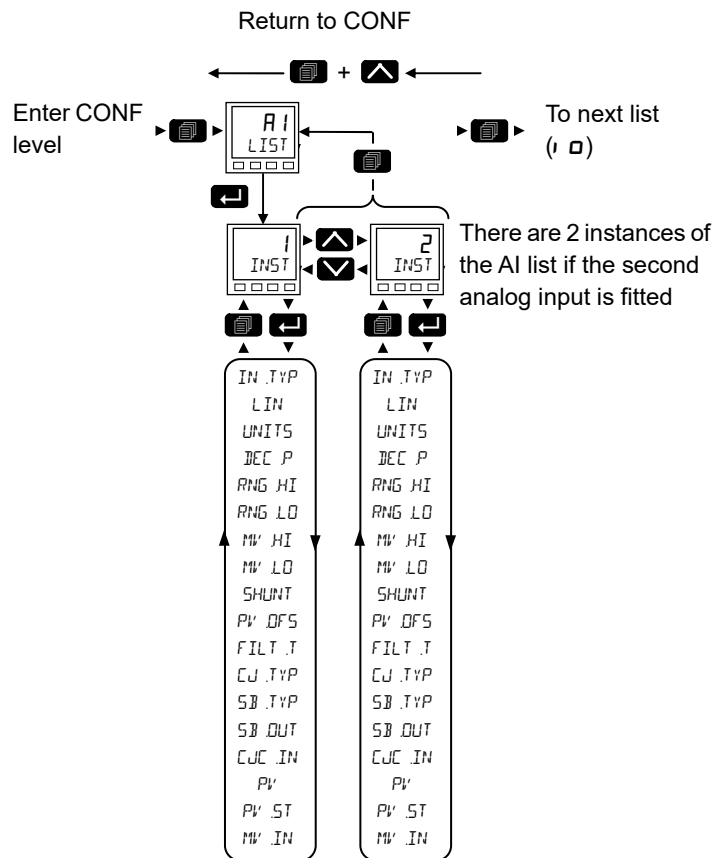 Return to CONF
+
Enter CONF
level
AI
LIST
To next list
(io)
1
INST
2
INST
There are 2 instances of
the AI list if the second
analog input is fitted
IN.TYP
LIN
UNITS
DEC.P
RNG.HI
RNG.LO
MV.HI
MV.LO
SHUNT
PV.OFS
FILT.T
CJ.TYP
SB.TYP
SB.OUT
CJC.IN
PV
PV.ST
MV.IN
IN.TYP
LIN
UNITS
DEC.P
RNG.HI
RNG.LO
MV.HI
MV.LO
SHUNT
PV.OFS
FILT.T
CJ.TYP
SB.TYP
SB.OUT
CJC.IN
PV
PV.ST
MV.IN